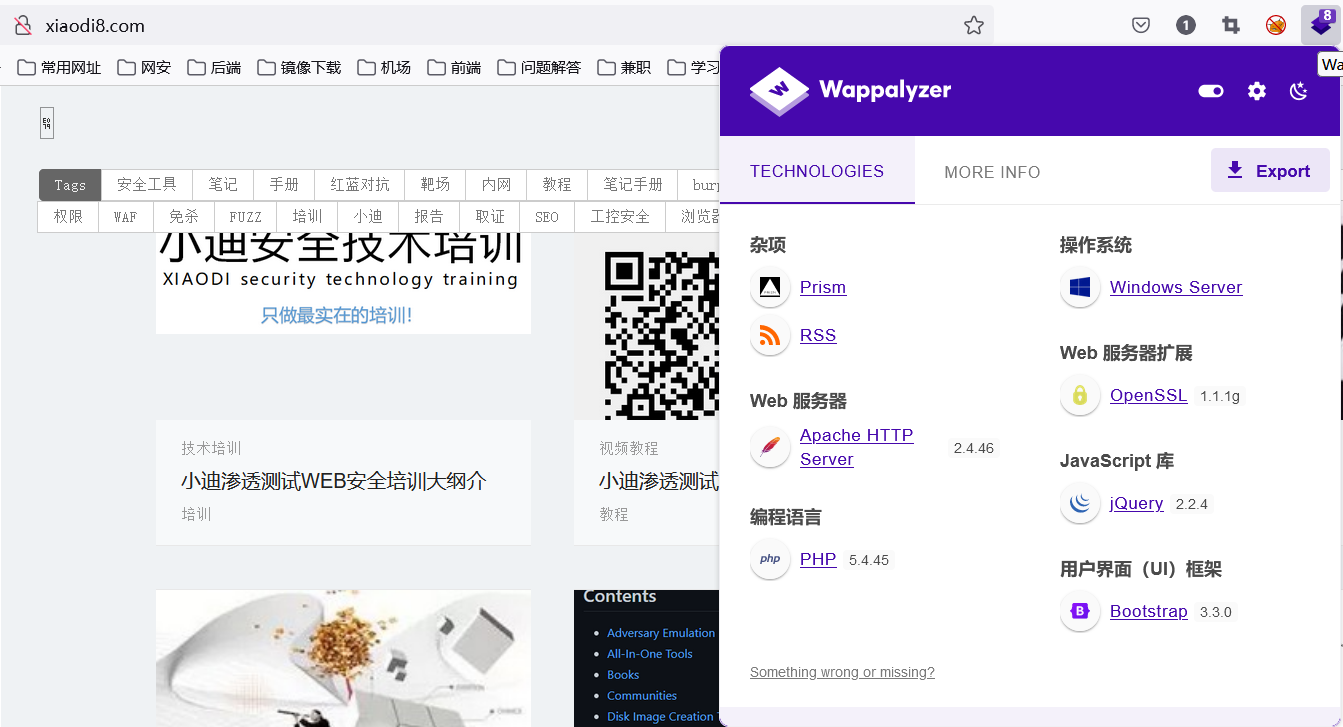 xiaodi8.com
1
8
常用网址 网安 后端 镜像下载 机场 前端 问题解答 兼职 学习
Wa
E0
79
Tags 安全工具 笔记 手册 红蓝对抗 靶场 内网 教程 笔记手册 burp
权限 WAF 免杀 FUZZ 培训 小迪 报告 取证 SEO 工控安全 浏览器
小迪安全技术培训
XIAODI security technology training
只做最实在的培训!
技术培训
小迪渗透测试WEB安全培训大纲介
培训
视频教程
小迪渗透测试
教程
Contents
Adversary Emulation
All-In-One Tools
Books
Communities
Disk Image Creation
Wappalyzer
TECHNOLOGIES MORE INFO Export
杂项
Prism
RSS
Web 服务器
Apache HTTP
Server 2.4.46
编程语言
php PHP 5.4.45
操作系统
Windows Server
Web 服务器扩展
OpenSSL 1.1.1g
JavaScript 库
jQuery 2.2.4
用户界面（UI）框架
B Bootstrap 3.3.0
Something wrong or missing?